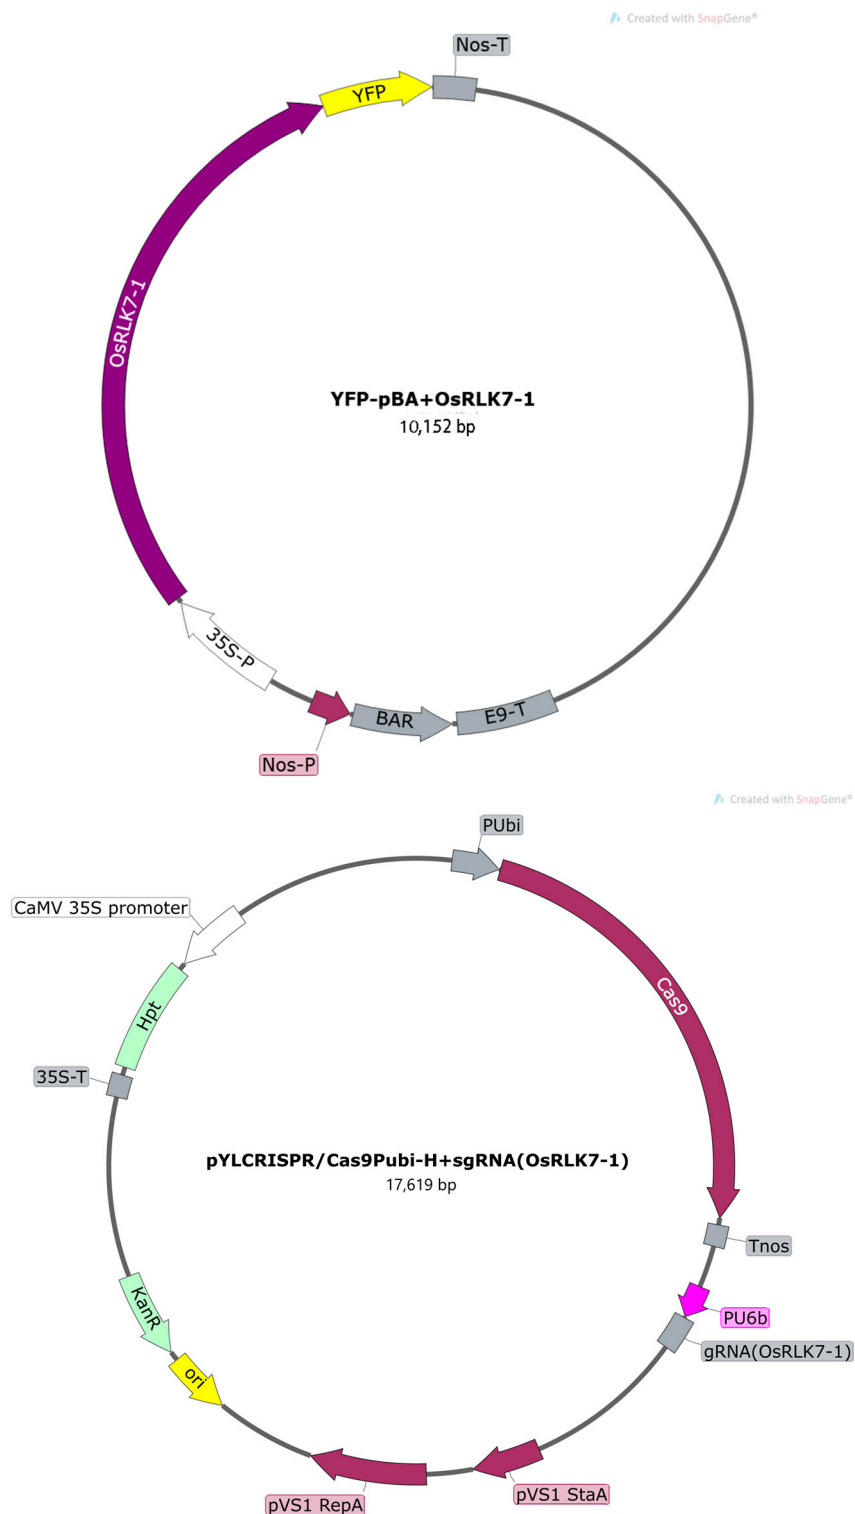 Created with SnapGene®
Nos-T
YFP
OsRLK7-1
YFP-pBA+OsRLK7-1
10,152 bp
35S-P
BAR
E9-T
Nos-P
Created with SnapGene®
PUbi
CaMV 35S promoter
Cas9
Hpt
35S-T
pYLCRISPR/Cas9Pubi-H+sgRNA(OsRLK7-1)
17,619 bp
Tnos
KanR
PU6b
gRNA(OsRLK7-1)
ori
pVS1 StaA
pVS1 RepA